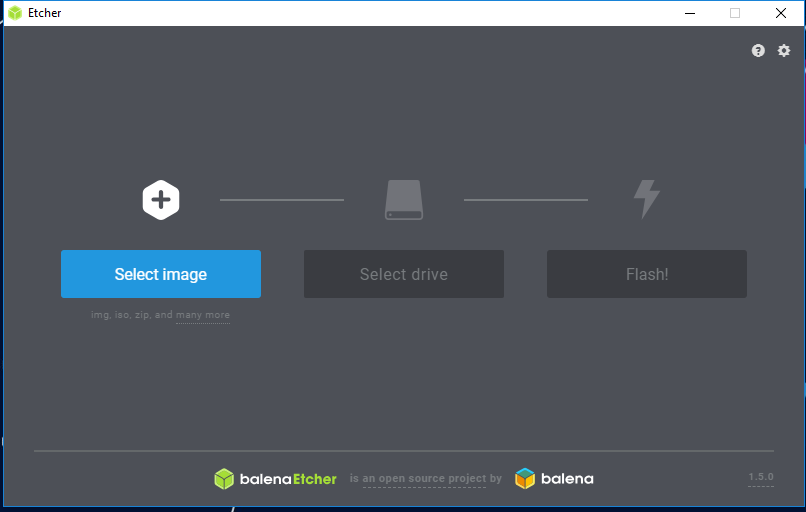 Etcher
Select image
Select drive
Flash!
img, iso, zip, and many more
balenaEtcher is an open source project by balena
1.5.0